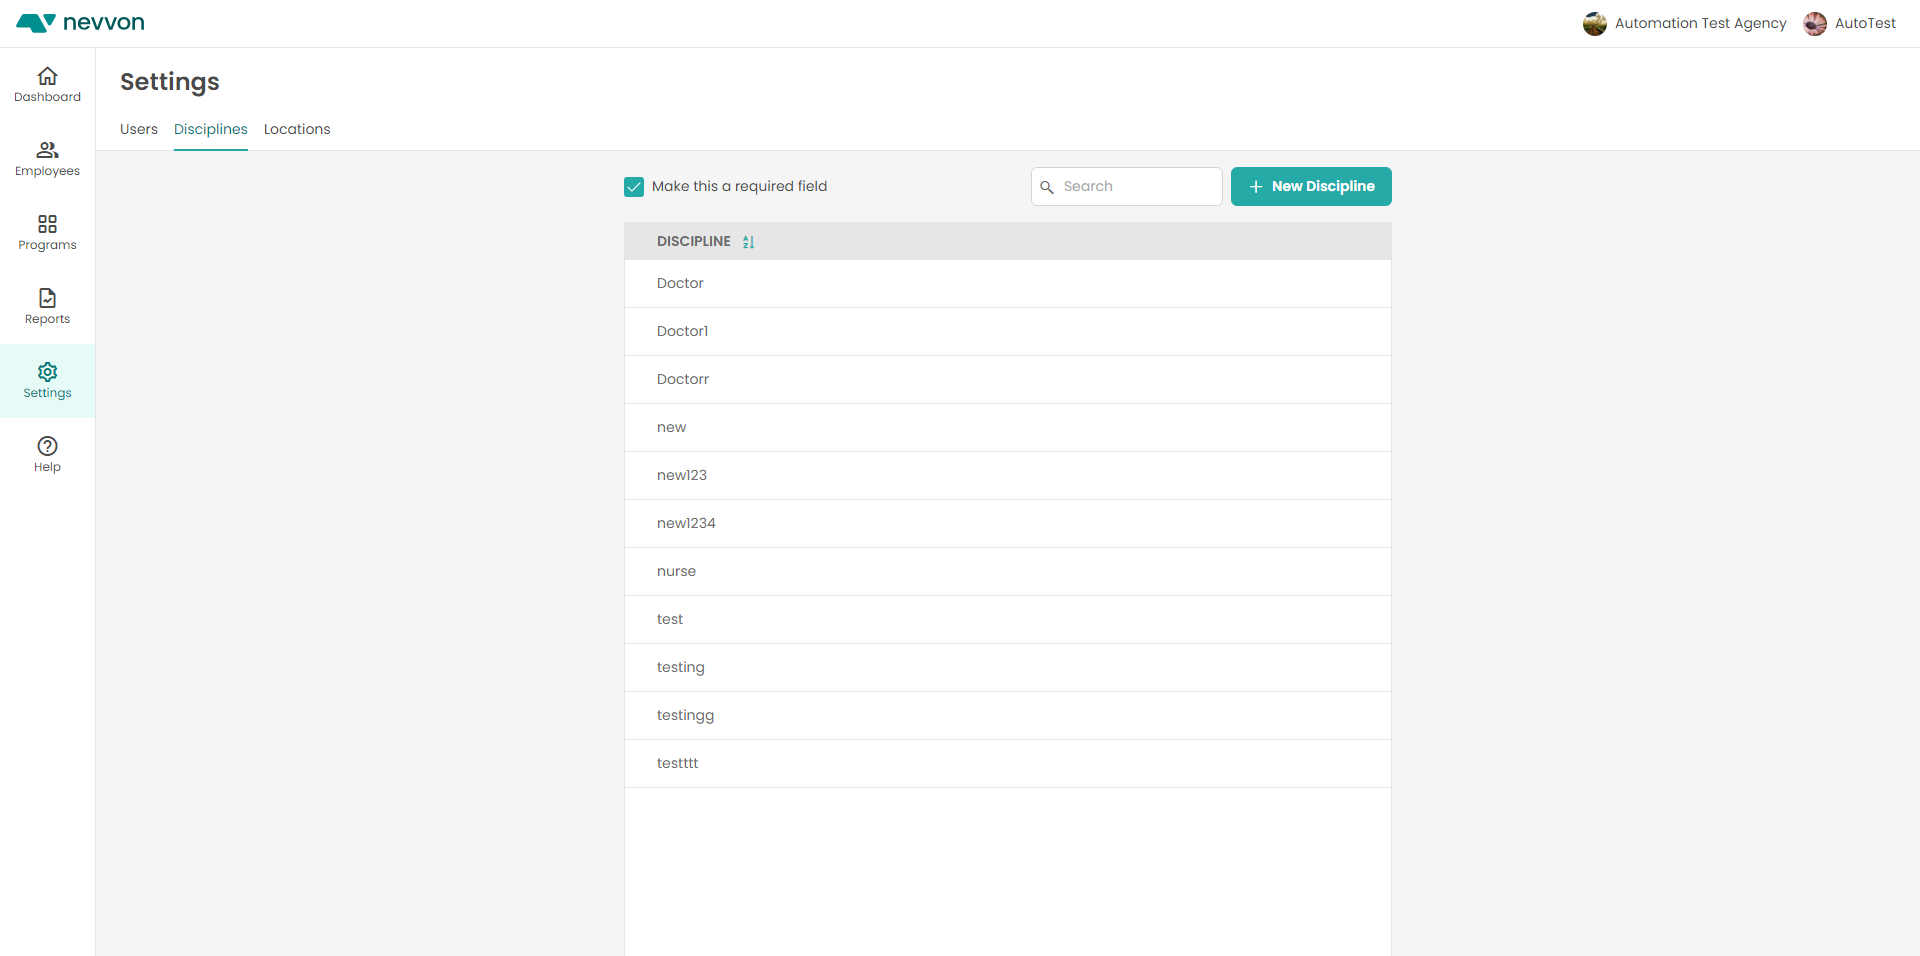 nevvon
Automation Test Agency
AutoTest
Dashboard
Employees
Programs
Reports
Settings
Help
Settings
Users Disciplines Locations
Make this a required field
Search
New Discipline
DISCIPLINE
Doctor
Doctor1
Doctorr
new
new123
new1234
nurse
test
testing
testingg
testttt